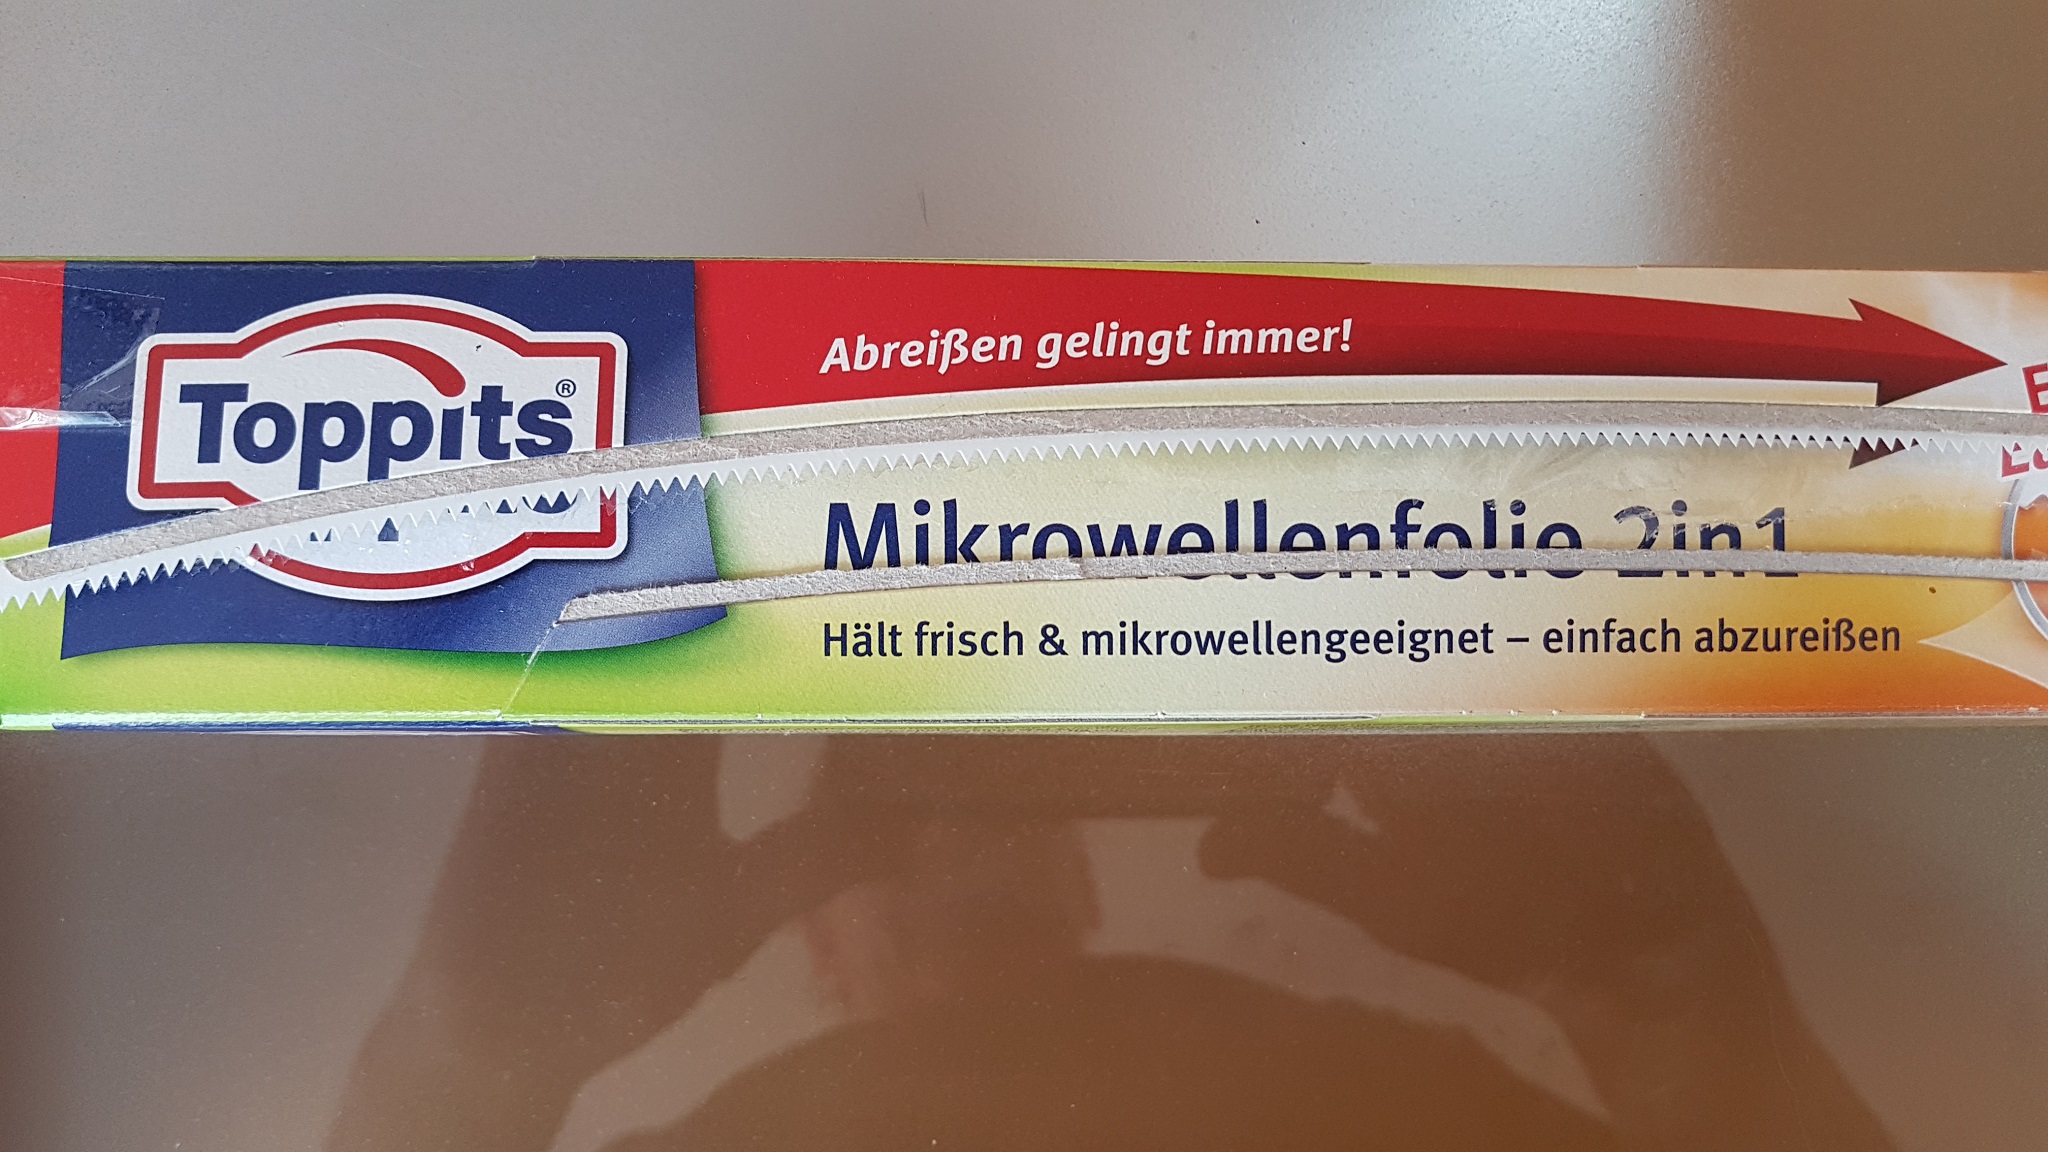 Toppits®
Abreißen gelingt immer!
Mikrowellenfolie 2in1
Hält frisch & mikrowellengeeignet – einfach abzureißen